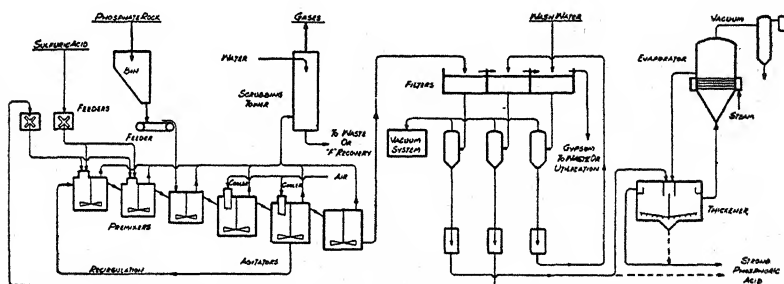 PHOSPHATE ROCK
GASES
SULFURIC ACID
WATER
BIN
SCRUBBING
TOWER
FEEDERS
FEEDER
TO WASTE
OR
"F" RECOVERY
COOLER
COOLER
AIR
PREMIXERS
AGITATORS
RECIRCULATION
WASH WATER
FILTERS
VACUUM
SYSTEM
GYPSUM
TO WASTE OR
UTILIZATION
VACUUM
EVAPORATOR
STEAM
THICKENER
STRONG
PHOSPHORIC
ACID